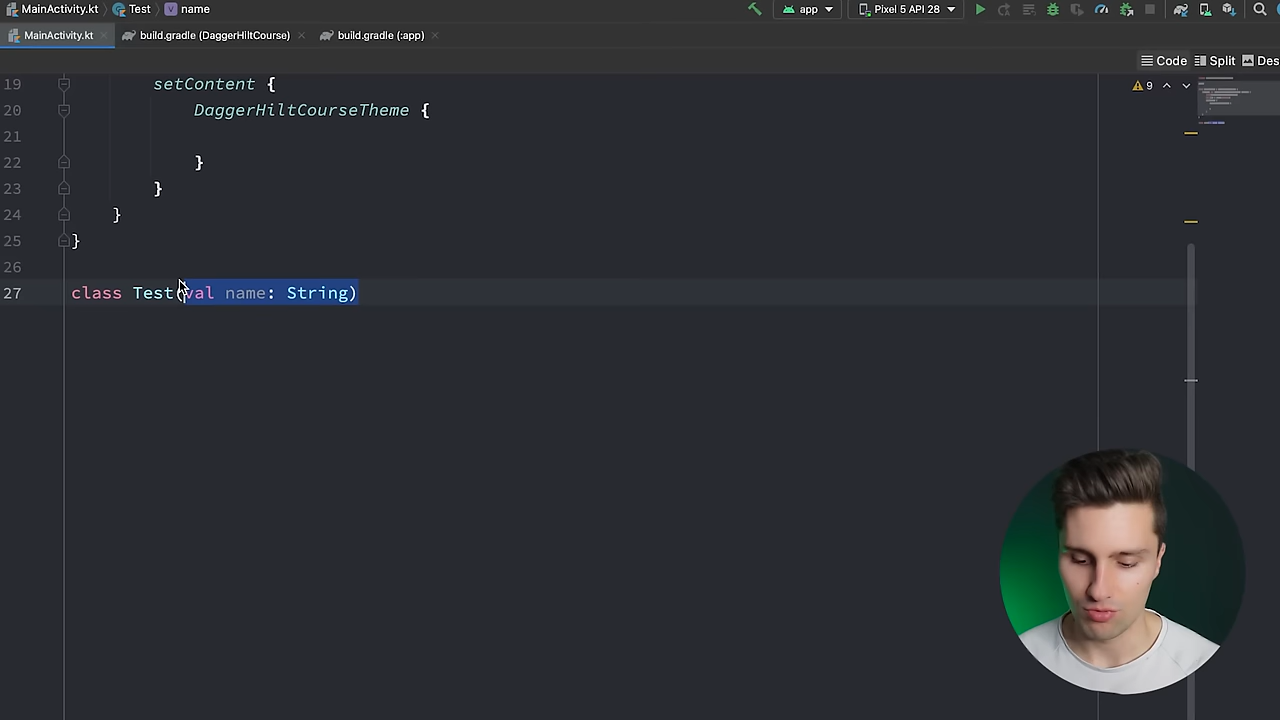 MainActivity.kt Test name app Pixel 5 API 28
MainActivity.kt build.gradle (DaggerHiltCourse) build.gradle (:app)
Code Split Des
19 setContent { 9
20 DaggerHiltCourseTheme {
21
22 }
23 }
24 }
25 }
26
27 class Test(val name: String)